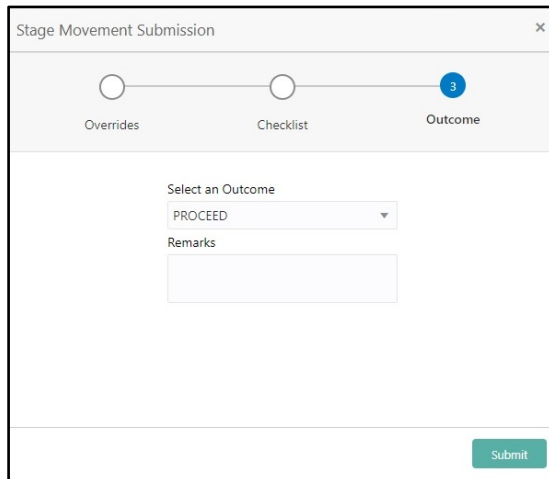 Stage Movement Submission ×
3
Overrides Checklist Outcome
Select an Outcome
PROCEED
Remarks
Submit